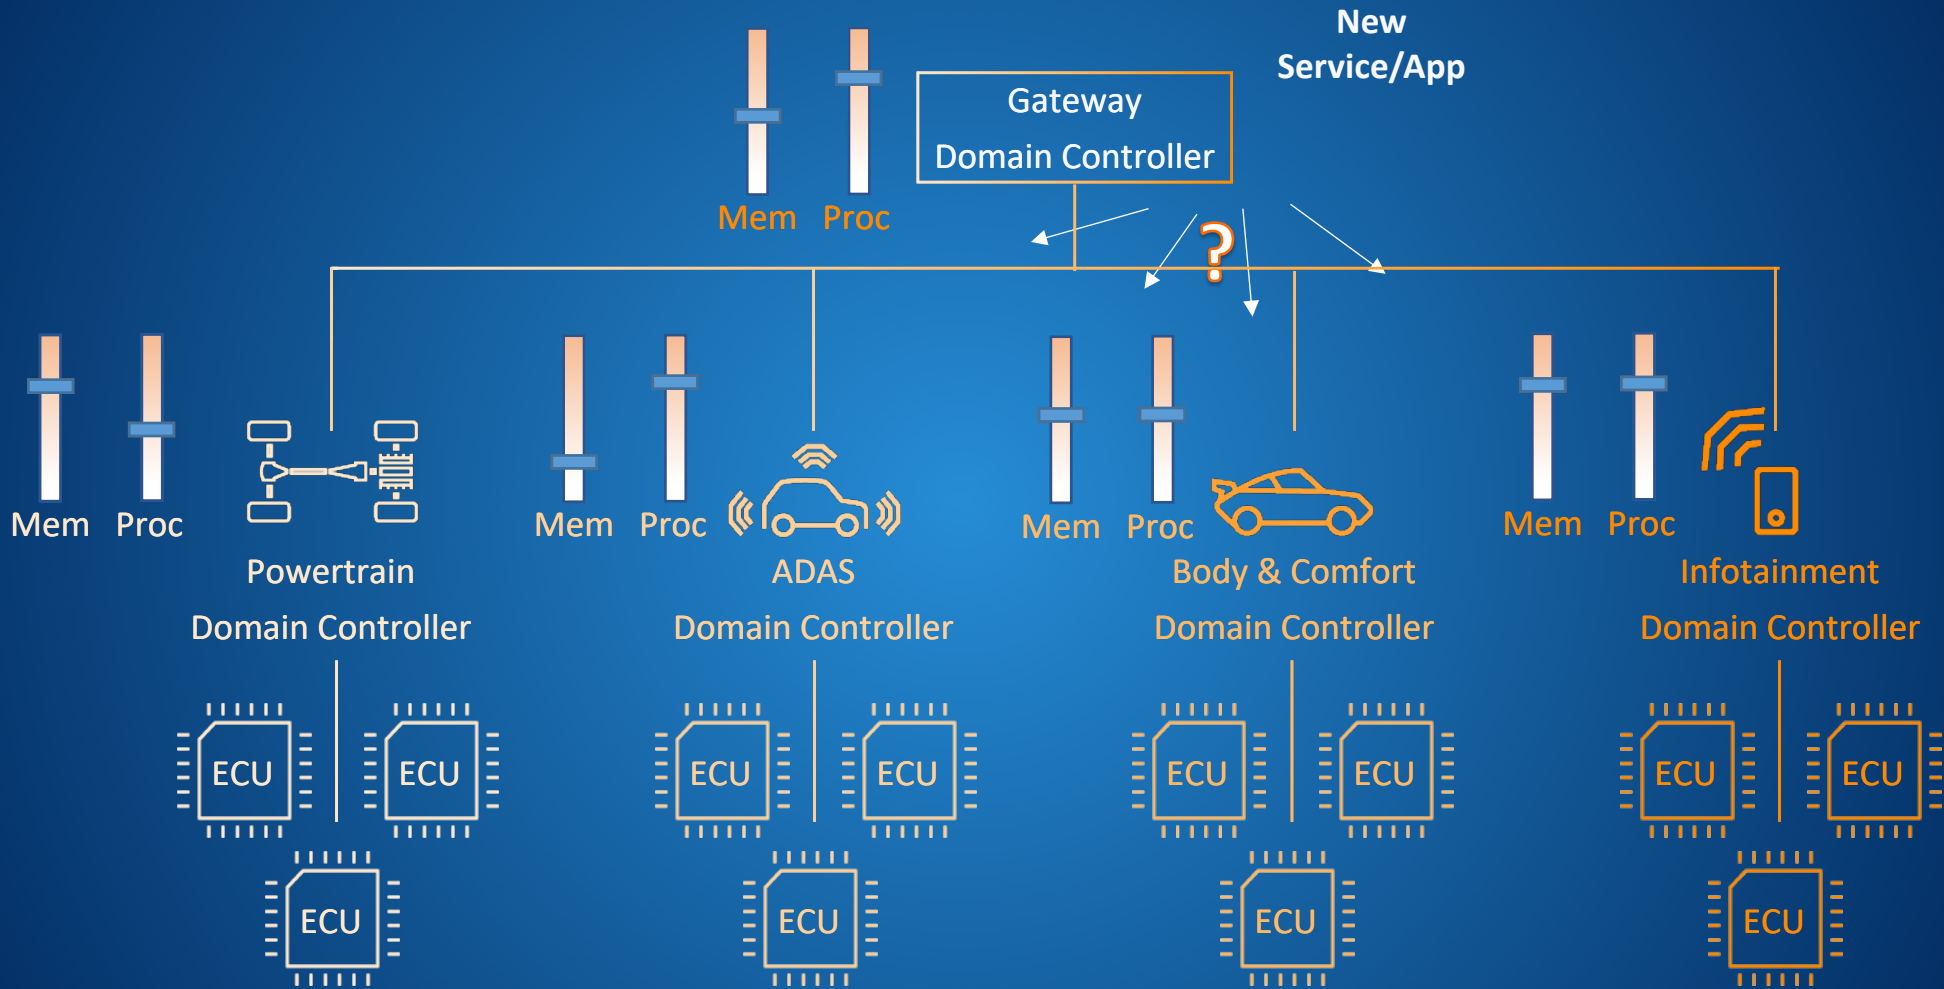 New
Service/App
Gateway
Domain Controller
Mem Proc
?
Mem Proc
Mem Proc
Mem Proc
Mem Proc
Powertrain
Domain Controller
ADAS
Domain Controller
Body & Comfort
Domain Controller
Infotainment
Domain Controller
ECU ECU
ECU
ECU ECU
ECU
ECU ECU
ECU
ECU ECU
ECU